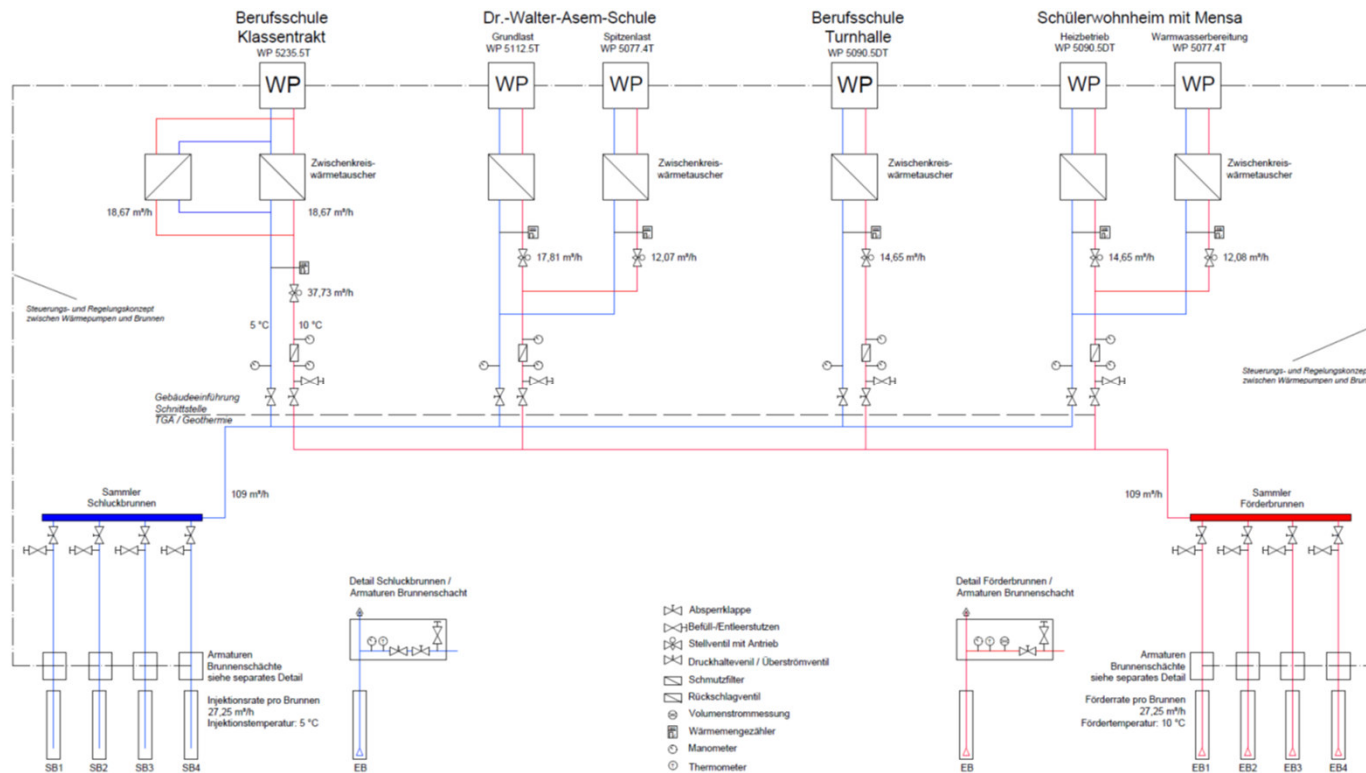 Berufsschule
Klassentrakt
WP 5235.5T
Dr.-Walter-Asem-Schule
Grundlast
WP 5112.5T
Spitzenlast
WP 5077.4T
Berufsschule
Turnhalle
WP 5090.5DT
Schülerwohnheim mit Mensa
Heizbetrieb
WP 5090.5DT
Warmwasserbereitung
WP 5077.4T
WP
WP
WP
WP
WP
WP
Zwischenkreis-
wärmetauscher
Zwischenkreis-
wärmetauscher
Zwischenkreis-
wärmetauscher
Zwischenkreis-
wärmetauscher
18,67 m³/h
18,67 m³/h
17,81 m³/h
12,07 m³/h
14,65 m³/h
14,65 m³/h
12,08 m³/h
37,73 m³/h
Steuerungs- und Regelungskonzept
zwischen Wärmepumpen und Brunnen
5 °C
10 °C
Steuerungs- und Regelungskonzep
zwischen Wärmepumpen und Brun
Gebäudeeinführung
Schnittstelle
TGA / Geothermie
109 m³/h
109 m³/h
Sammler
Schluckbrunnen
Sammler
Förderbrunnen
Detail Schluckbrunnen /
Armaturen Brunnenschacht
Detail Förderbrunnen /
Armaturen Brunnenschacht
Absperrklappe
Befüll-/Entleerstutzen
Stellventil mit Antrieb
Druckhaltevenil / Überströmventil
Schmutzfilter
Rückschlagventil
Volumenstrommessung
Wärmemengezähler
Manometer
Thermometer
Armaturen
Brunnenschächte
siehe separates Detail
Injektionsrate pro Brunnen
27,25 m³/h
Injektionstemperatur: 5 °C
Armaturen
Brunnenschächte
siehe separates Detail
Förderrate pro Brunnen
27,25 m³/h
Fördertemperatur: 10 °C
SB1
SB2
SB3
SB4
EB
EB
EB1
EB2
EB3
EB4